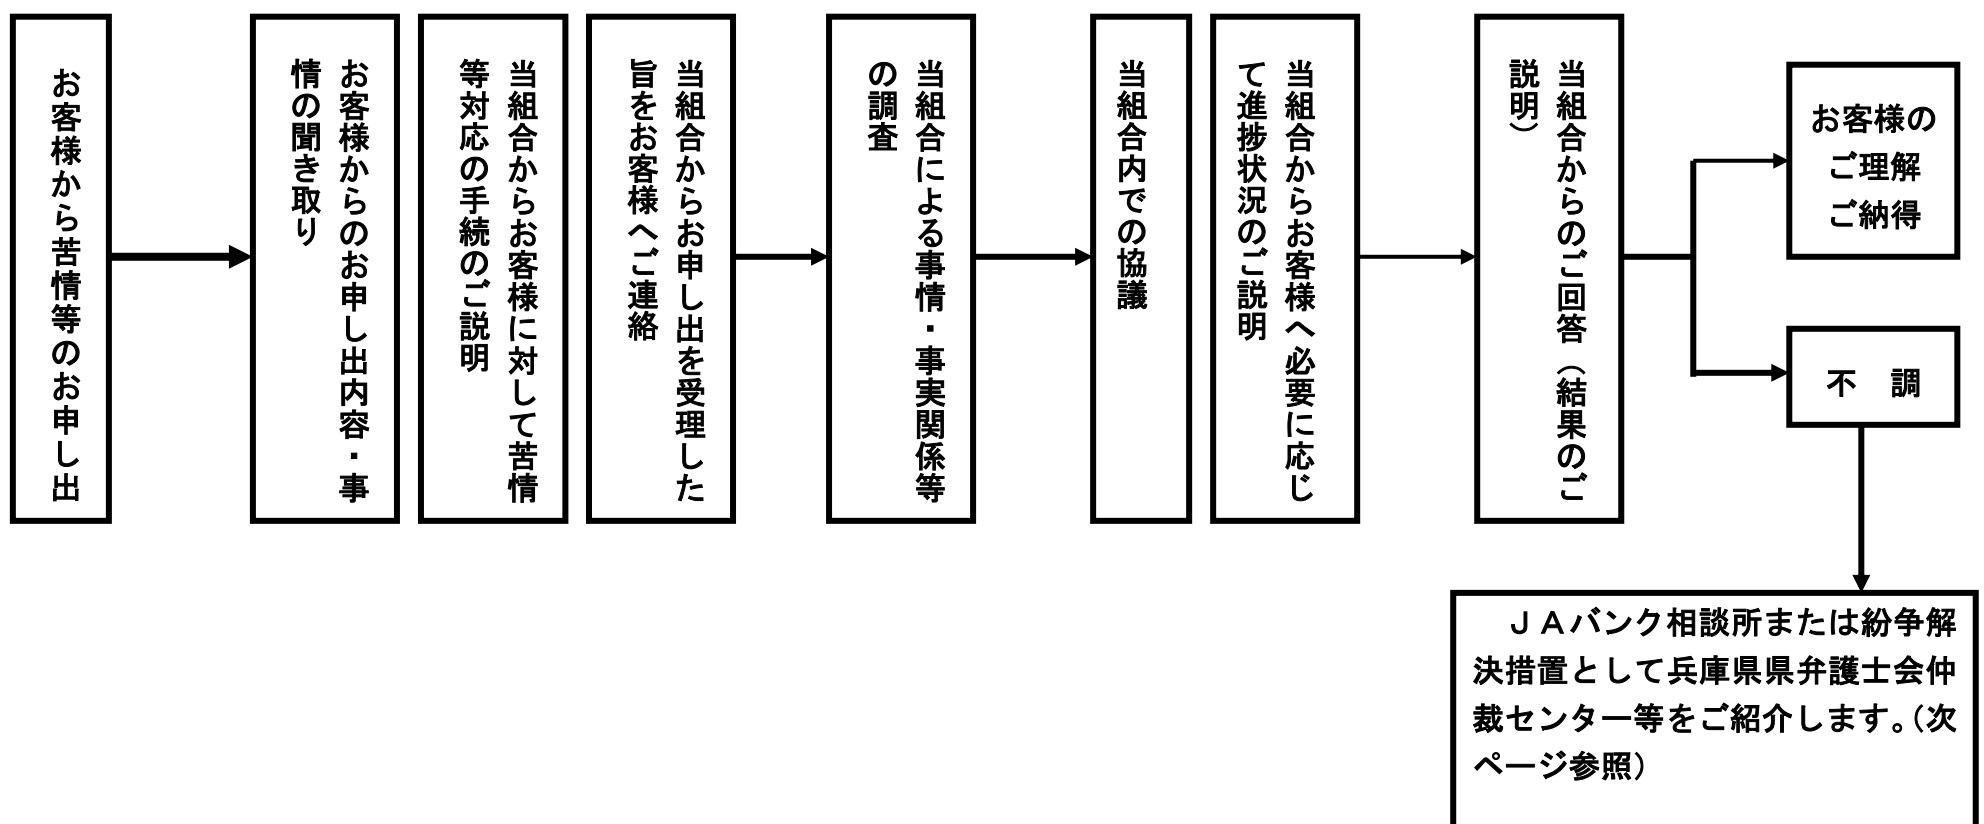 お客様から苦情等のお申し出
お客様からのお申し出内容・事
情の聞き取り
当組合からお客様に対して苦情
等対応の手続のご説明
当組合からお申し出を受理した
旨をお客様へご連絡
当組合による事情・事実関係等
の調査
当組合内での協議
当組合からお客様へ必要に応じ
て進捗状況のご説明
当組合からのご回答（結果のご
説明）
お客様の
ご理解
ご納得
不　調
ＪＡバンク相談所または紛争解
決措置として兵庫県県弁護士会仲
裁センター等をご紹介します。（次
ページ参照）